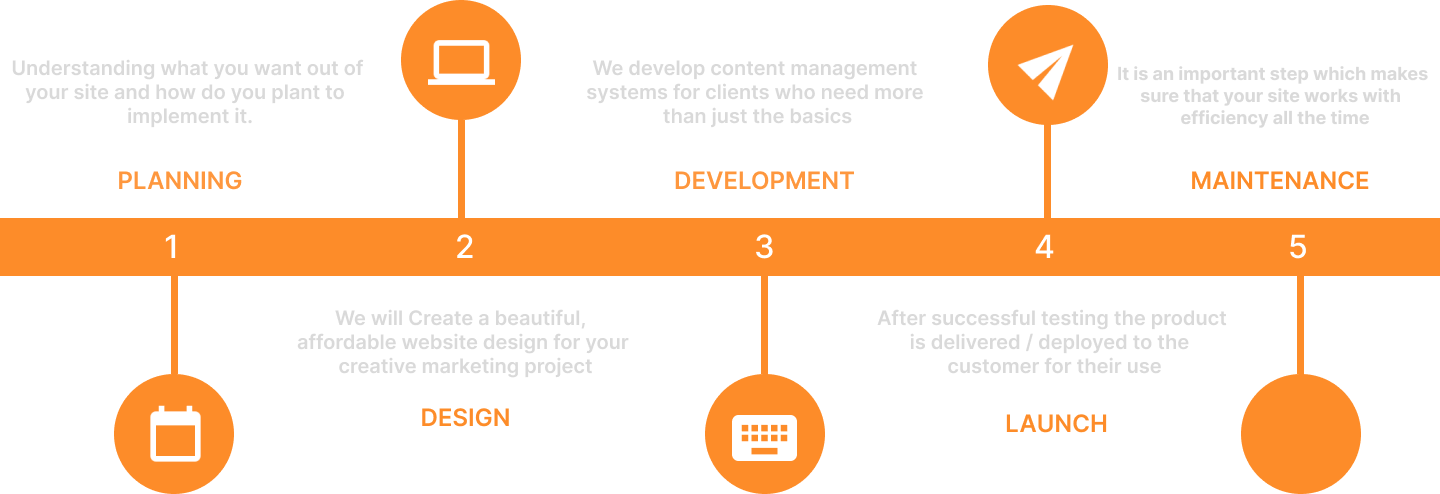 Understanding what you want out of
your site and how do you plant to
implement it.
PLANNING
We develop content management
systems for clients who need more
than just the basics
DEVELOPMENT
It is an important step which makes
sure that your site works with
efficiency all the time
MAINTENANCE
1 2 3 4 5
We will Create a beautiful,
affordable website design for your
creative marketing project
DESIGN
After successful testing the product
is delivered / deployed to the
customer for their use
LAUNCH